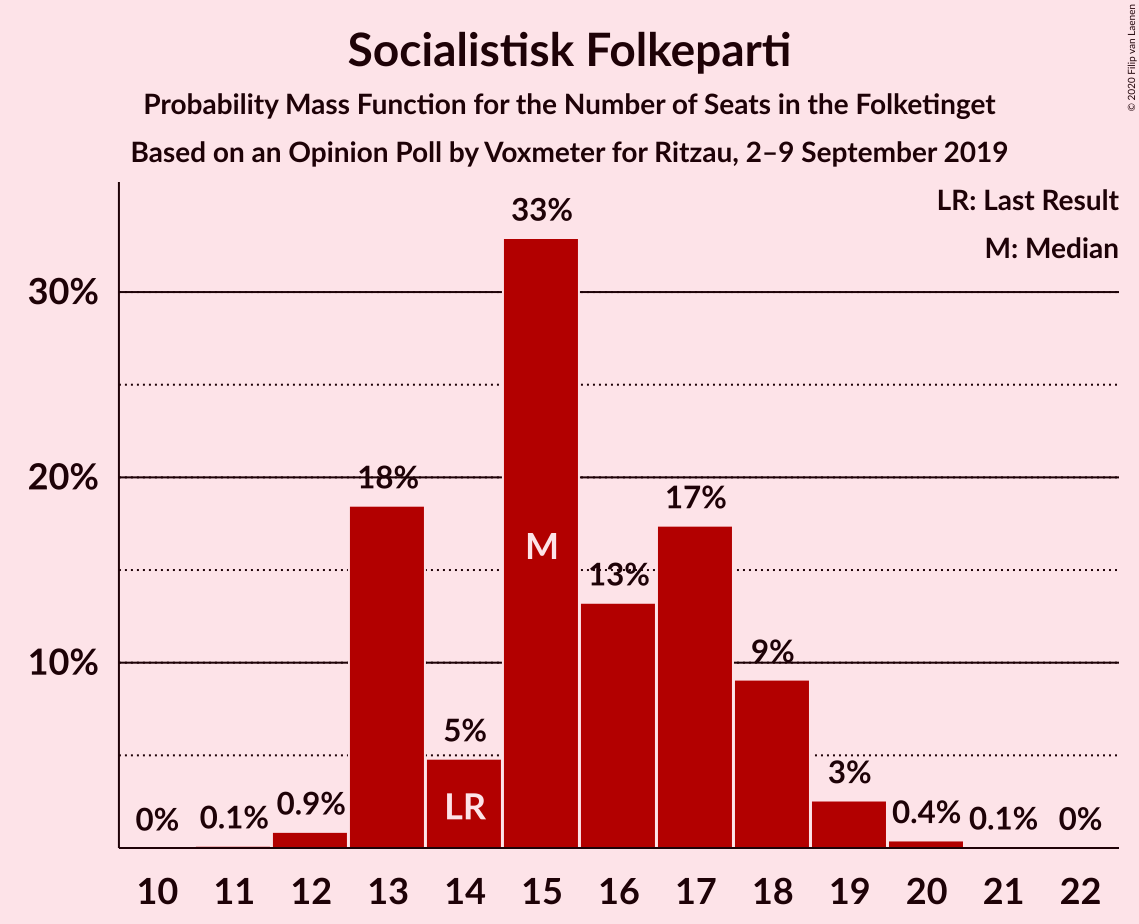 © 2020 Filip van Laenen
Socialistisk Folkeparti
Probability Mass Function for the Number of Seats in the Folketinget
Based on an Opinion Poll by Voxmeter for Ritzau, 2–9 September 2019
LR: Last Result
M: Median
30%
20%
10%
0%
0.1%
0.9%
18%
5%
33%
13%
17%
9%
3%
0.4%
0.1%
0%
LR
M
10 11 12 13 14 15 16 17 18 19 20 21 22